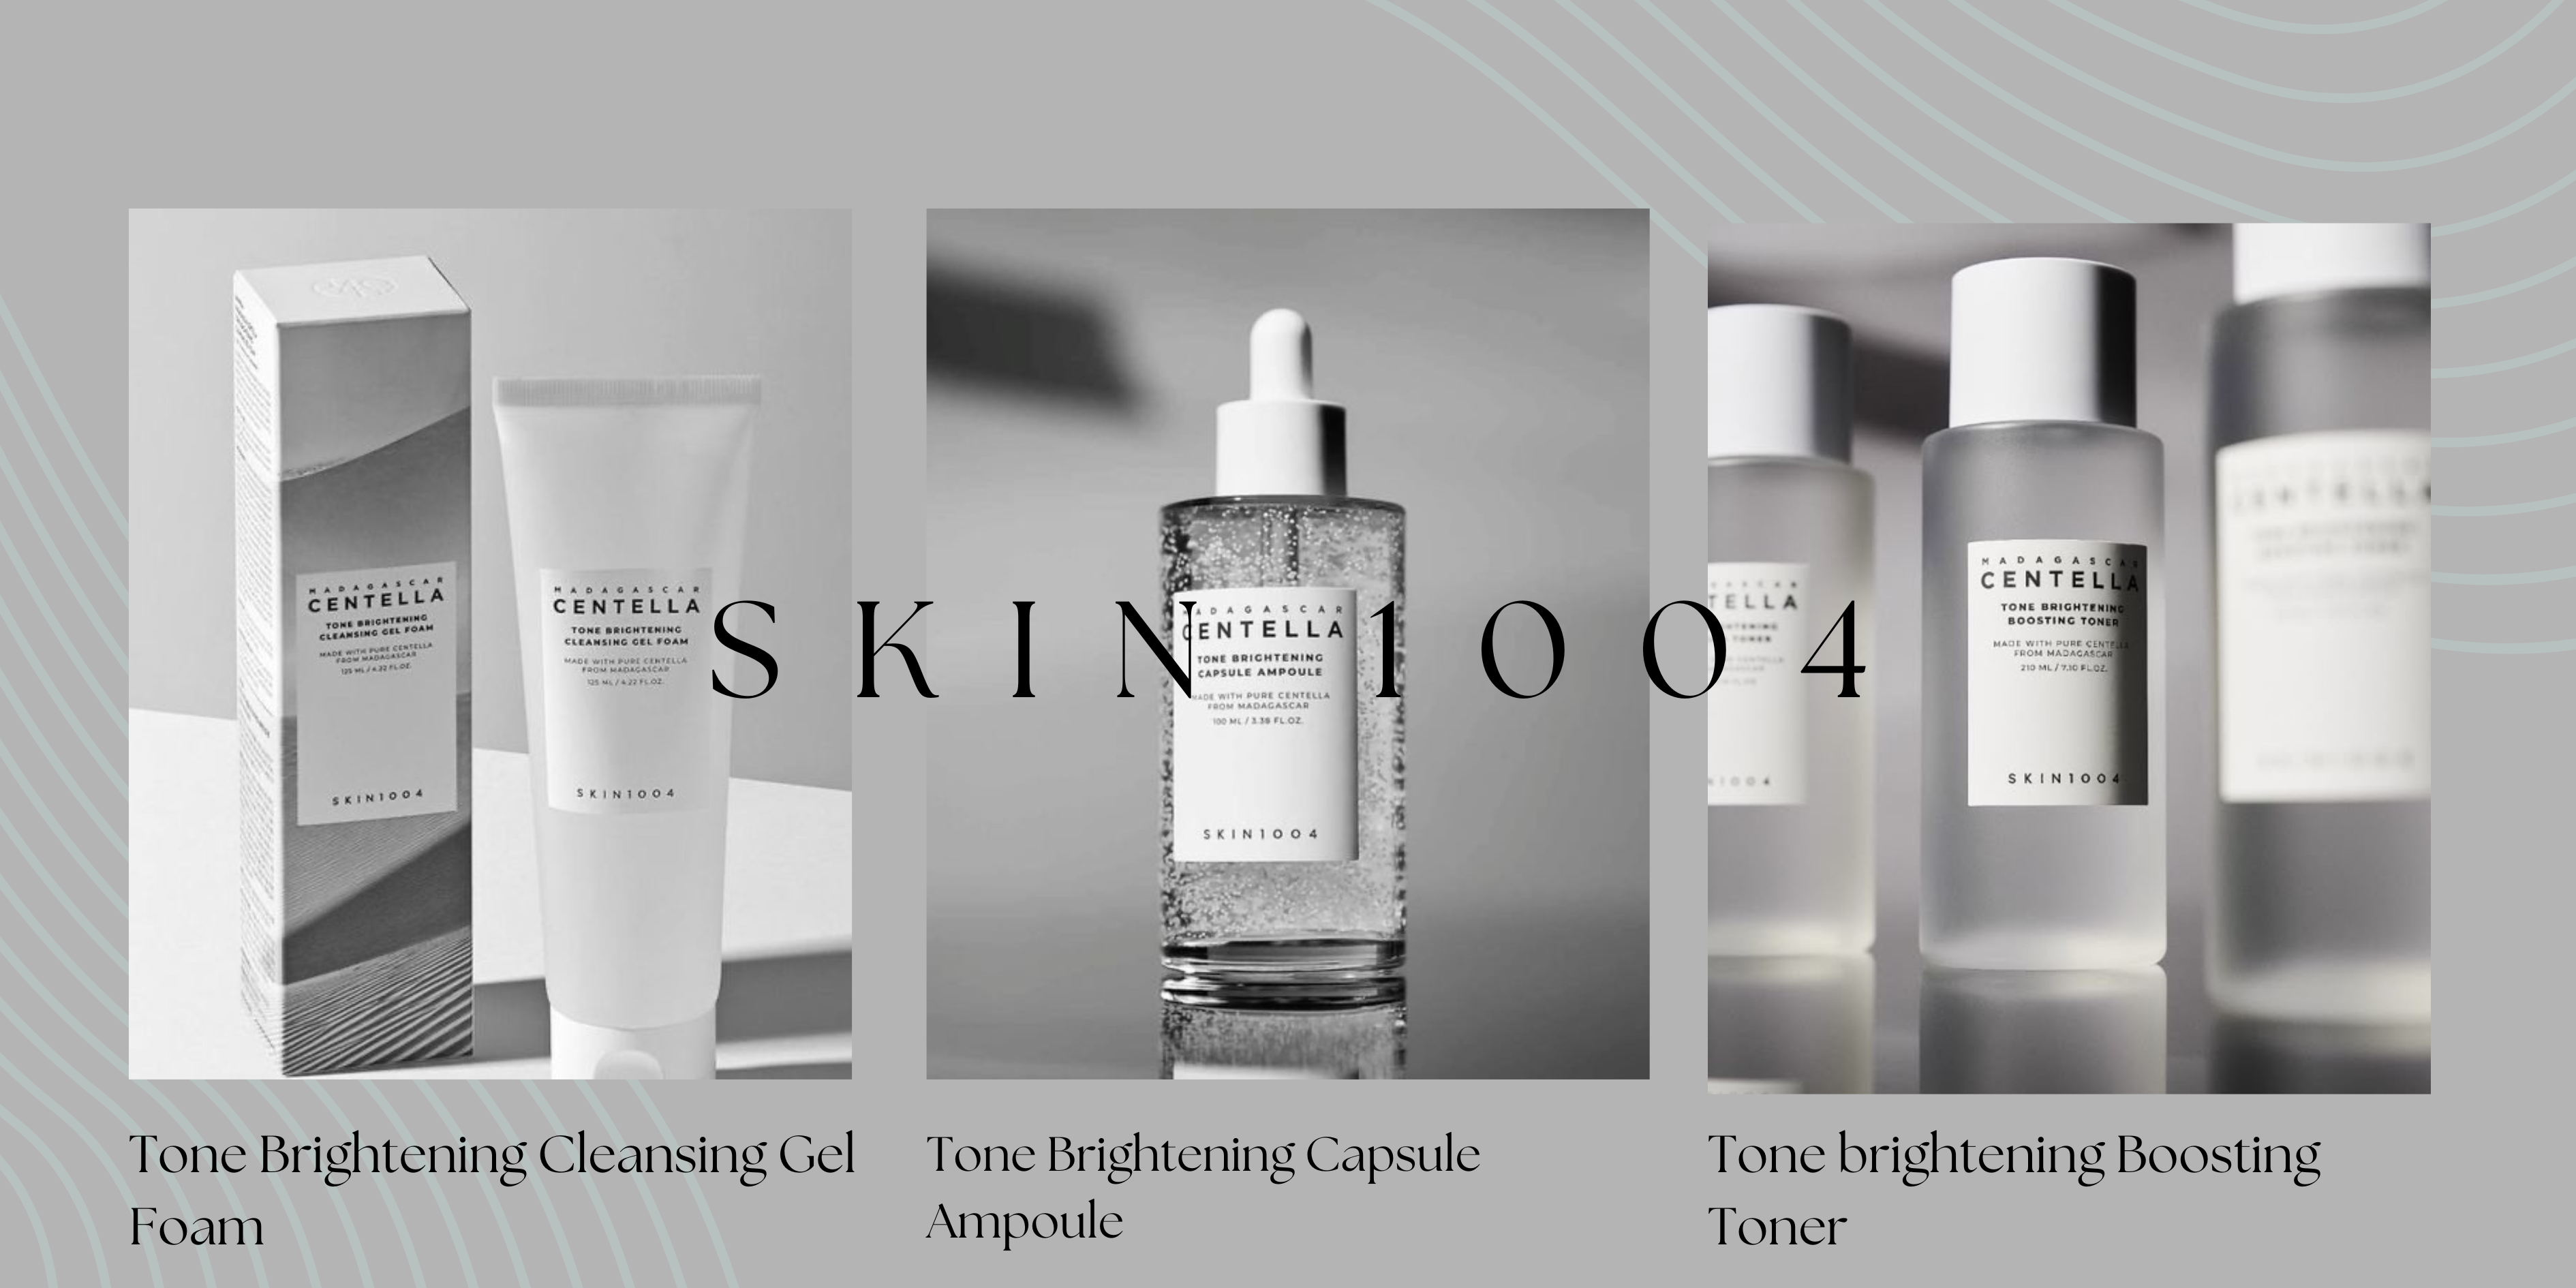 MADAGASCAR
CENTELLA
TONE BRIGHTENING
CLEANSING GEL FOAM
MADE WITH PURE CENTELLA
FROM MADAGASCAR
125 ML / 4.22 FL.OZ.
SKIN1004
MADAGASCAR
CENTELLA
TONE BRIGHTENING
CLEANSING GEL FOAM
MADE WITH PURE CENTELLA
FROM MADAGASCAR
125 ML / 4.22 FL.OZ.
SKIN1004
SKIN1004
MADAGASCAR
CENTELLA
TONE BRIGHTENING
CAPSULE AMPOULE
MADE WITH PURE CENTELLA
FROM MADAGASCAR
100 ML / 3.38 FL.OZ.
SKIN1004
MADAGASCAR
CENTELLA
TONE BRIGHTENING
BOOSTING TONER
MADE WITH PURE CENTELLA
FROM MADAGASCAR
210 ML / 7.10 FL.OZ.
SKIN1004
CENTELLA
Tone Brightening Cleansing Gel
Foam
Tone Brightening Capsule
Ampoule
Tone brightening Boosting
Toner